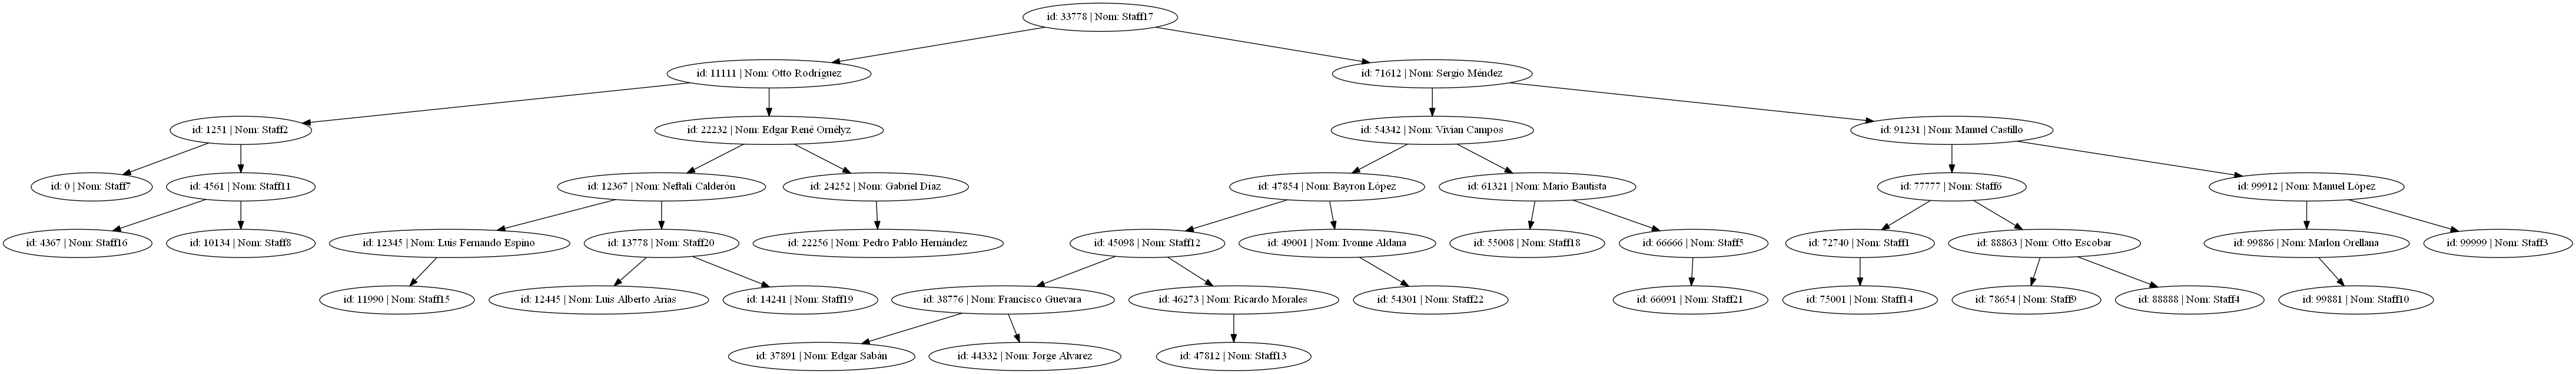 id: 33778 | Nom: Staff17
id: 11111 | Nom: Otto Rodríguez
id: 71612 | Nom: Sergio Méndez
id: 1251 | Nom: Staff2
id: 22232 | Nom: Edgar René Ornélyz
id: 54342 | Nom: Vivian Campos
id: 91231 | Nom: Manuel Castillo
id: 0 | Nom: Staff7
id: 4561 | Nom: Staff11
id: 12367 | Nom: Neftalí Calderón
id: 24252 | Nom: Gabriel Díaz
id: 47854 | Nom: Bayron López
id: 61321 | Nom: Mario Bautista
id: 77777 | Nom: Staff6
id: 99912 | Nom: Manuel López
id: 4367 | Nom: Staff16
id: 10134 | Nom: Staff8
id: 12345 | Nom: Luis Fernando Espino
id: 13778 | Nom: Staff20
id: 22256 | Nom: Pedro Pablo Hernández
id: 45098 | Nom: Staff12
id: 49001 | Nom: Ivonne Aldana
id: 55008 | Nom: Staff18
id: 66666 | Nom: Staff5
id: 72740 | Nom: Staff1
id: 88863 | Nom: Otto Escobar
id: 99886 | Nom: Marlon Orellana
id: 99999 | Nom: Staff3
id: 11990 | Nom: Staff15
id: 12445 | Nom: Luis Alberto Arias
id: 14241 | Nom: Staff19
id: 38776 | Nom: Francisco Guevara
id: 46273 | Nom: Ricardo Morales
id: 54301 | Nom: Staff22
id: 66091 | Nom: Staff21
id: 75001 | Nom: Staff14
id: 78654 | Nom: Staff9
id: 88888 | Nom: Staff4
id: 99881 | Nom: Staff10
id: 37891 | Nom: Edgar Sabán
id: 44332 | Nom: Jorge Alvarez
id: 47812 | Nom: Staff13